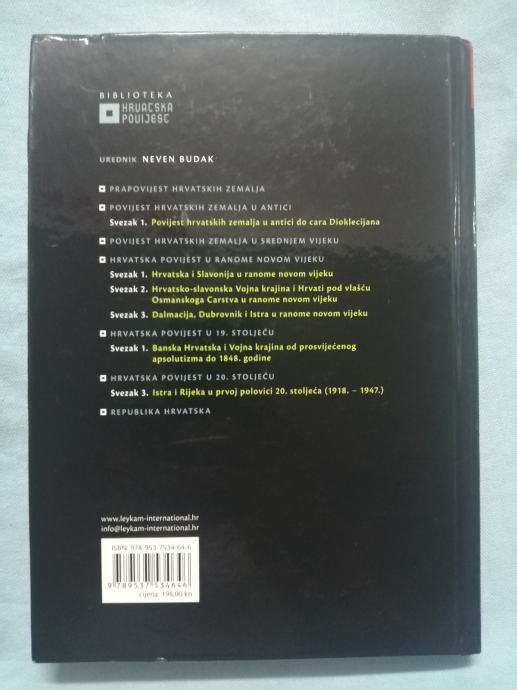 BIBLIOTEKA
HRVATSKA
POVIJEST
UREDNIK NEVEN BUDAK
PRAPOVIJEST HRVATSKIH ZEMALJA
POVIJEST HRVATSKIH ZEMALJA U ANTICI
Svezak 1. Povijest hrvatskih zemalja u antici do cara Dioklecijana
POVIJEST HRVATSKIH ZEMALJA U SREDNJEM VIJEKU
HRVATSKA POVIJEST U RANOME NOVOM VIJEKU
Svezak 1. Hrvatska i Slavonija u ranome novom vijeku
Svezak 2. Hrvatsko-slavonska Vojna krajina i Hrvati pod vlašću
Osmanskoga Carstva u ranome novom vijeku
Svezak 3. Dalmacija, Dubrovnik i Istra u ranome novom vijeku
HRVATSKA POVIJEST U 19. STOLJEĆU
Svezak 1. Banska Hrvatska i Vojna krajina od prosvijećenog
apsolutizma do 1848. godine
HRVATSKA POVIJEST U 20. STOLJEĆU
Svezak 3. Istra i Rijeka u prvoj polovici 20. stoljeća (1918. – 1947.)
REPUBLIKA HRVATSKA
www.leykam-international.hr
info@leykam-international.hr
ISBN: 978-953-7534-64-6
9 789537 534646
cijena: 198,00 kn